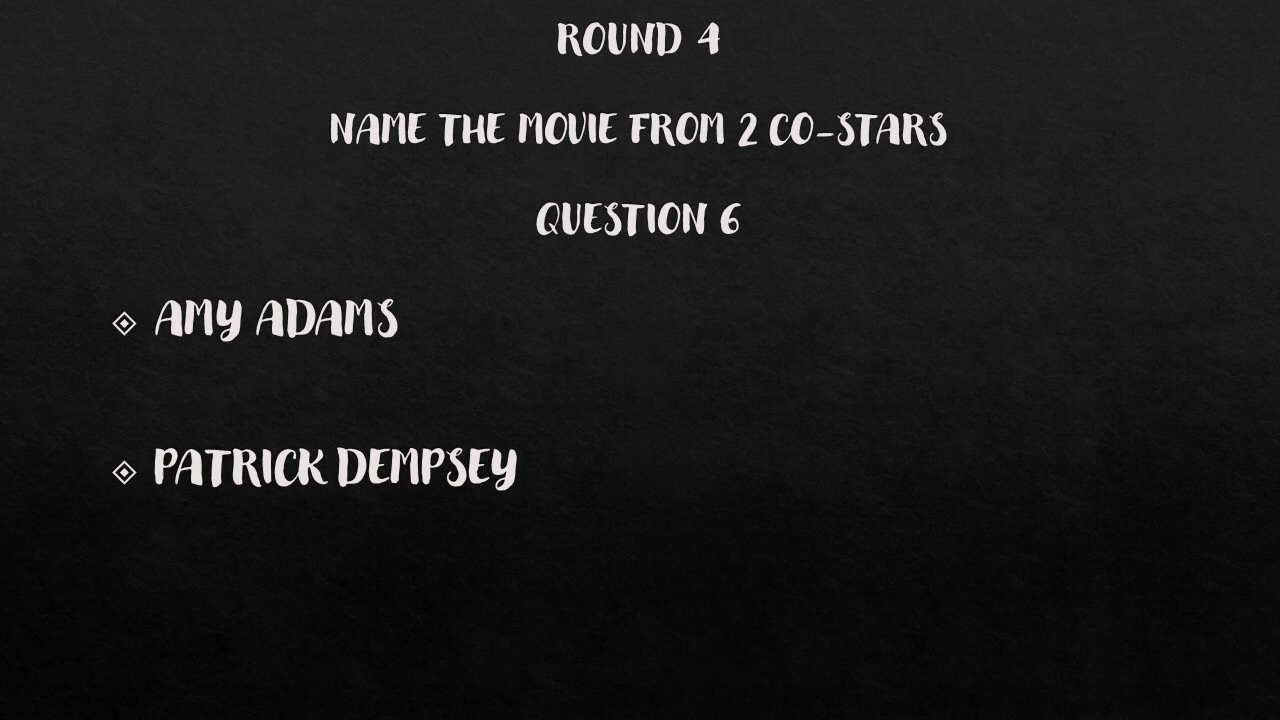 ROUND 4
NAME THE MOVIE FROM 2 CO-STARS
QUESTION 6
AMY ADAMS
PATRICK DEMPSEY